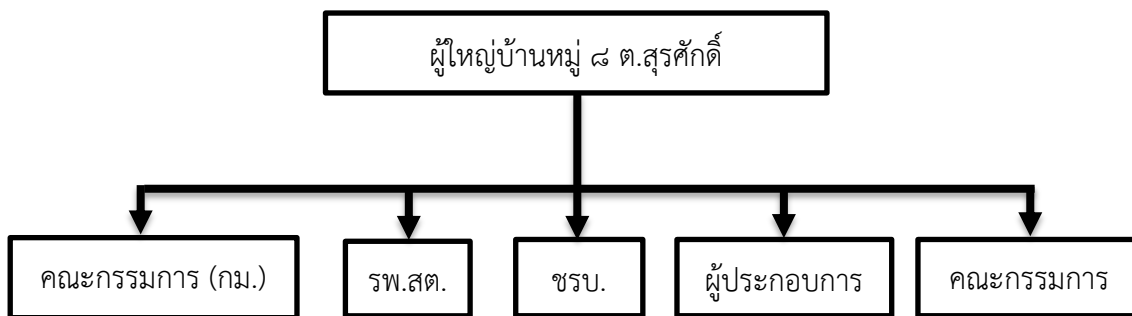 ผู้ใหญ่บ้านหมู่ ๘ ต.สุรศักดิ์
คณะกรรมการ (กม.)
รพ.สต.
ชรบ.
ผู้ประกอบการ
คณะกรรมการ